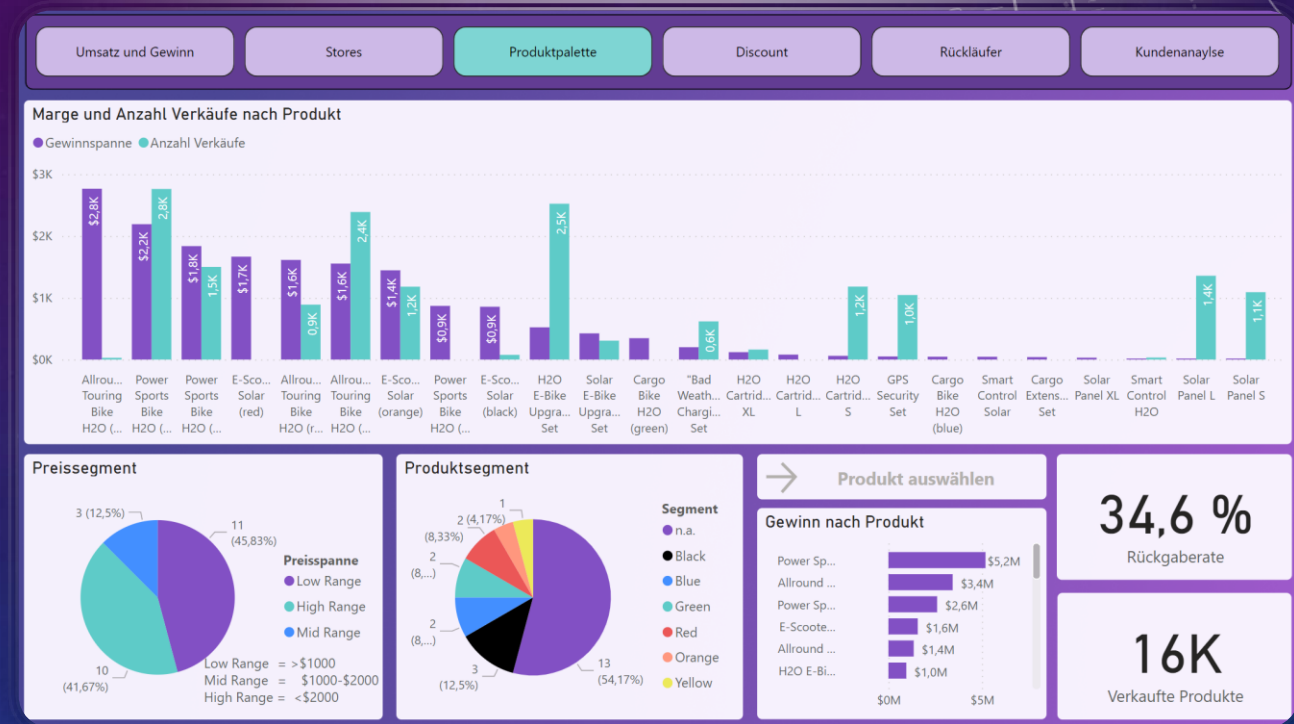 Umsatz und Gewinn
Stores
Produktpalette
Discount
Rückläufer
Kundenanaylse
Marge und Anzahl Verkäufe nach Produkt
Gewinnspanne Anzahl Verkäufe
$3K
$2K
$1K
$0K
$2,8K
$2,2K
2,8K
$1,8K
1,5K
$1,7K
$1,6K
0,9K
$1,6K
2,4K
$1,4K
1,2K
$0,9K
$0,9K
2,5K
0,6K
1,2K
1,0K
1,4K
1,1K
Allrou...
Touring
Bike
H2O (...
Power
Sports
Bike
H2O (...
Power
Sports
Bike
H2O (...
E-Sco...
Solar
(red)
Allrou...
Touring
Bike
H2O (r...
Allrou...
Touring
Bike
H2O (...
E-Sco...
Solar
(orange)
Power
Sports
Bike
H2O (...
E-Sco...
Solar
(black)
H2O
E-Bike
Upgra...
Set
Solar
E-Bike
Upgra...
Set
Cargo
Bike
H2O
(green)
"Bad
Weath...
Chargi...
Set
H2O
Cartrid...
XL
H2O
Cartrid...
L
H2O
Cartrid...
S
GPS
Security
Set
Cargo
Bike
H2O
(blue)
Smart
Control
Solar
Cargo
Extens...
Set
Solar
Panel XL
Smart
Control
H2O
Solar
Panel L
Solar
Panel S
Preissegment
3 (12,5%)
11
(45,83%)
10
(41,67%)
Preisspanne
Low Range
High Range
Mid Range
Low Range = >$1000
Mid Range = $1000-$2000
High Range = <$2000
Produktsegment
1
2 (4,17%)
(8,33%)
2
(8,...)
2
(8,...)
3
(12,5%)
13
(54,17%)
Segment
n.a.
Black
Blue
Green
Red
Orange
Yellow
Produkt auswählen
Gewinn nach Produkt
Power Sp... $5,2M
Allround ... $3,4M
Power Sp... $2,6M
E-Scoote... $1,6M
Allround ... $1,4M
H2O E-Bi... $1,0M
$0M $5M
34,6 %
Rückgaberate
16K
Verkaufte Produkte